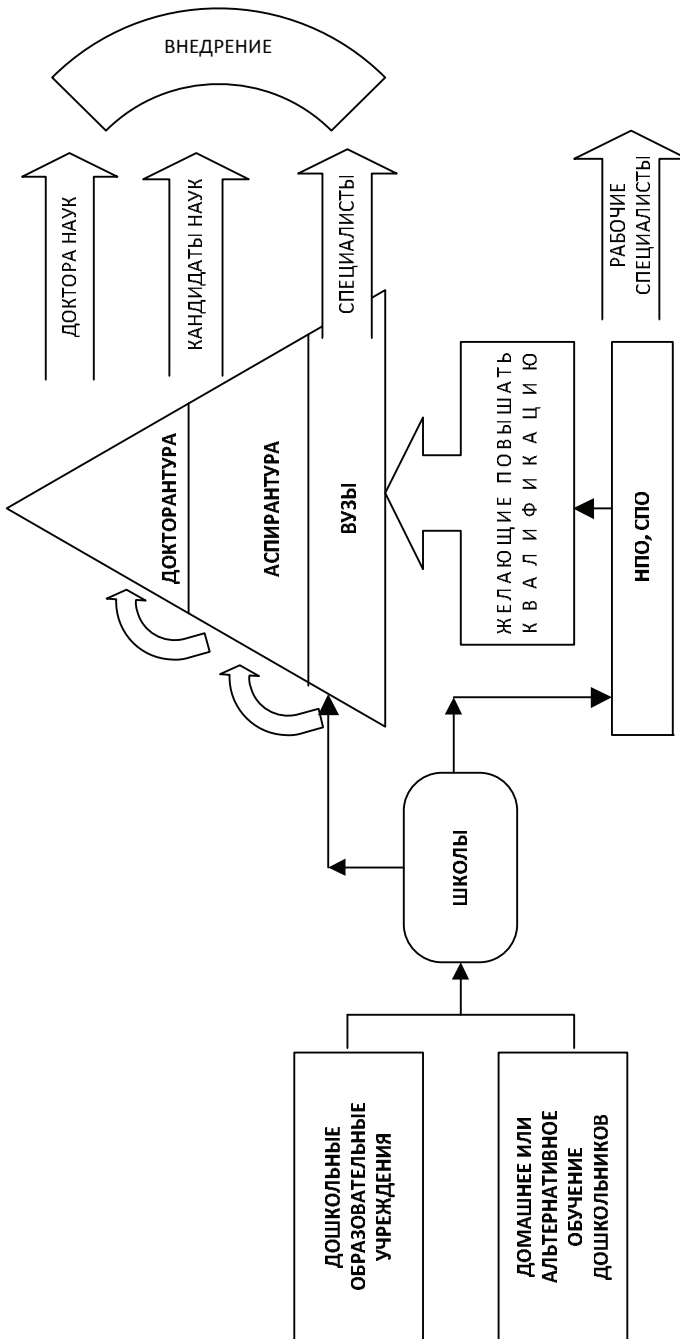 ВНЕДРЕНИЕ
ДОКТОРА НАУК
КАНДИДАТЫ НАУК
СПЕЦИАЛИСТЫ
РАБОЧИЕ
СПЕЦИАЛИСТЫ
ДОКТОРАНТУРА
АСПИРАНТУРА
ВУЗЫ
ЖЕЛАЮЩИЕ ПОВЫШАТЬ
КВАЛИФИКАЦИЮ
НПО, СПО
ШКОЛЫ
ДОШКОЛЬНЫЕ
ОБРАЗОВАТЕЛЬНЫЕ
УЧРЕЖДЕНИЯ
ДОМАШНЕЕ ИЛИ
АЛЬТЕРНАТИВНОЕ
ОБУЧЕНИЕ
ДОШКОЛЬНИКОВ